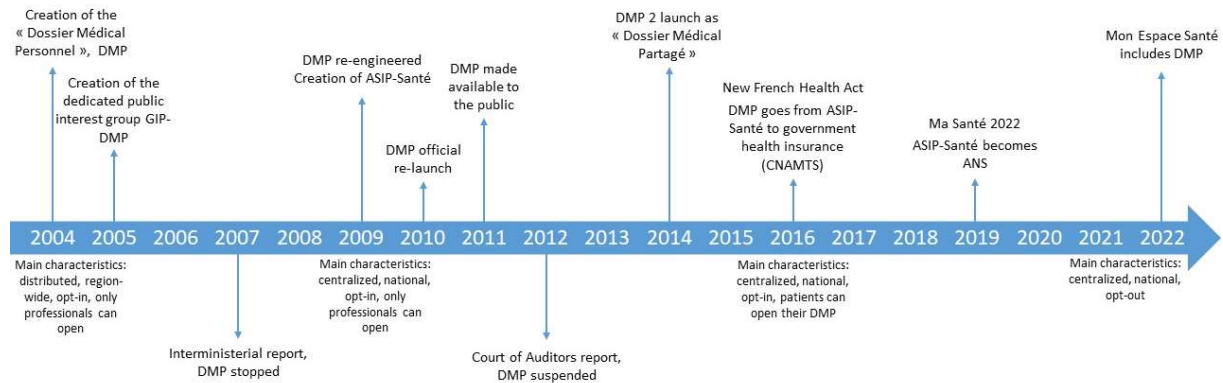 Creation of the
« Dossier Médical
Personnel », DMP
Creation of the
dedicated public
interest group GIP-
DMP
DMP re-engineered
Creation of ASIP-Santé
DMP official
re-launch
DMP made
available to
the public
DMP 2 launch as
« Dossier Médical
Partagé »
New French Health Act
DMP goes from ASIP-
Santé to government
health insurance
(CNAMTS)
Ma Santé 2022
ASIP-Santé becomes
ANS
Mon Espace Santé
includes DMP
2004 2005 2006 2007 2008 2009 2010 2011 2012 2013 2014 2015 2016 2017 2018 2019 2020 2021 2022
Main characteristics:
distributed, region-
wide, opt-in, only
professionals can
open
Interministerial report,
DMP stopped
Main characteristics:
centralized, national,
opt-in, only
professionals can
open
Court of Auditors report,
DMP suspended
Main characteristics:
centralized, national,
opt-in, patients can
open their DMP
Main characteristics:
centralized, national,
opt-out